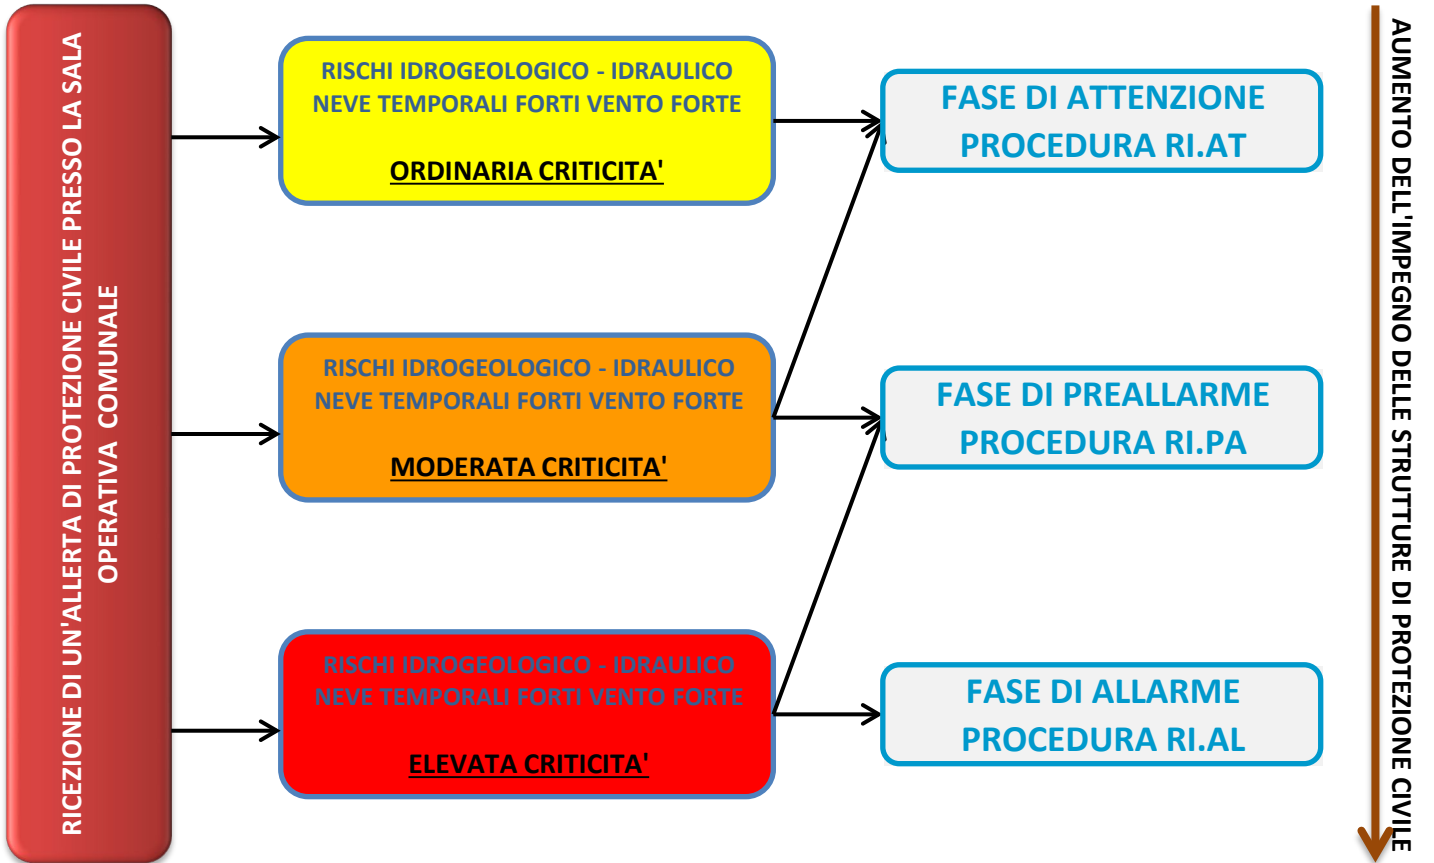 RICEZIONE DI UN'ALLERTA DI PROTEZIONE CIVILE PRESSO LA SALA
OPERATIVA COMUNALE
RISCHI IDROGEOLOGICO - IDRAULICO
NEVE TEMPORALI FORTI VENTO FORTE
ORDINARIA CRITICITA'
FASE DI ATTENZIONE
PROCEDURA RI.AT
RISCHI IDROGEOLOGICO - IDRAULICO
NEVE TEMPORALI FORTI VENTO FORTE
MODERATA CRITICITA'
FASE DI PREALLARME
PROCEDURA RI.PA
RISCHI IDROGEOLOGICO - IDRAULICO
NEVE TEMPORALI FORTI VENTO FORTE
ELEVATA CRITICITA'
FASE DI ALLARME
PROCEDURA RI.AL
AUMENTO DELL'IMPEGNO DELLE STRUTTURE DI PROTEZIONE CIVILE